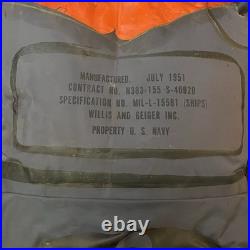 MANUFACTURED. JULY 1951
CONTRACT NO. N383-155 S-40920
SPECIFICATION NO. MIL-L-15581 (SHIPS)
WILLIS AND GEIGER INC.
PROPERTY U. S. NAVY